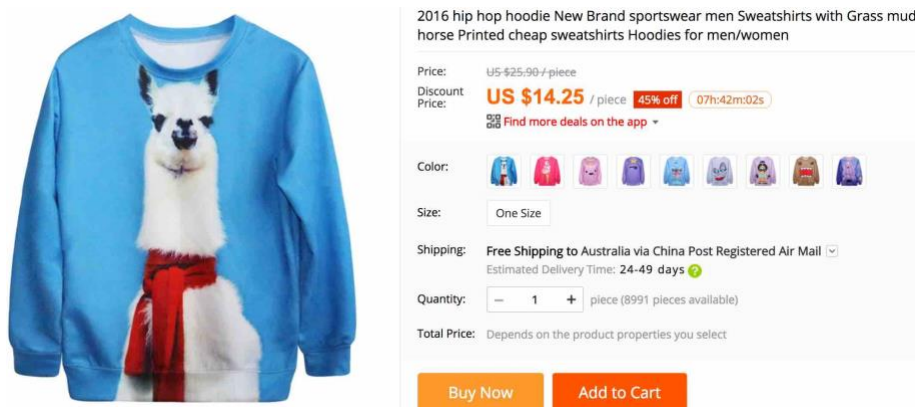 2016 hip hop hoodie New Brand sportswear men Sweatshirts with Grass mud
horse Printed cheap sweatshirts Hoodies for men/women
Price: US $25.90 / piece
Discount
Price:
US $14.25 / piece 45% off 07h:42m:02s
Find more deals on the app
Color:
Size: One Size
Shipping: Free Shipping to Australia via China Post Registered Air Mail
Estimated Delivery Time: 24-49 days ?
Quantity: − 1 + piece (8991 pieces available)
Total Price: Depends on the product properties you select
Buy Now Add to Cart